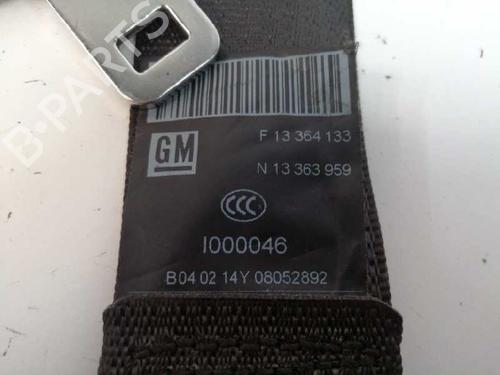 B-PARTS
GM
F 13 364 133
N 13 363 959
CCC
I000046
B04 02 14Y 08052892